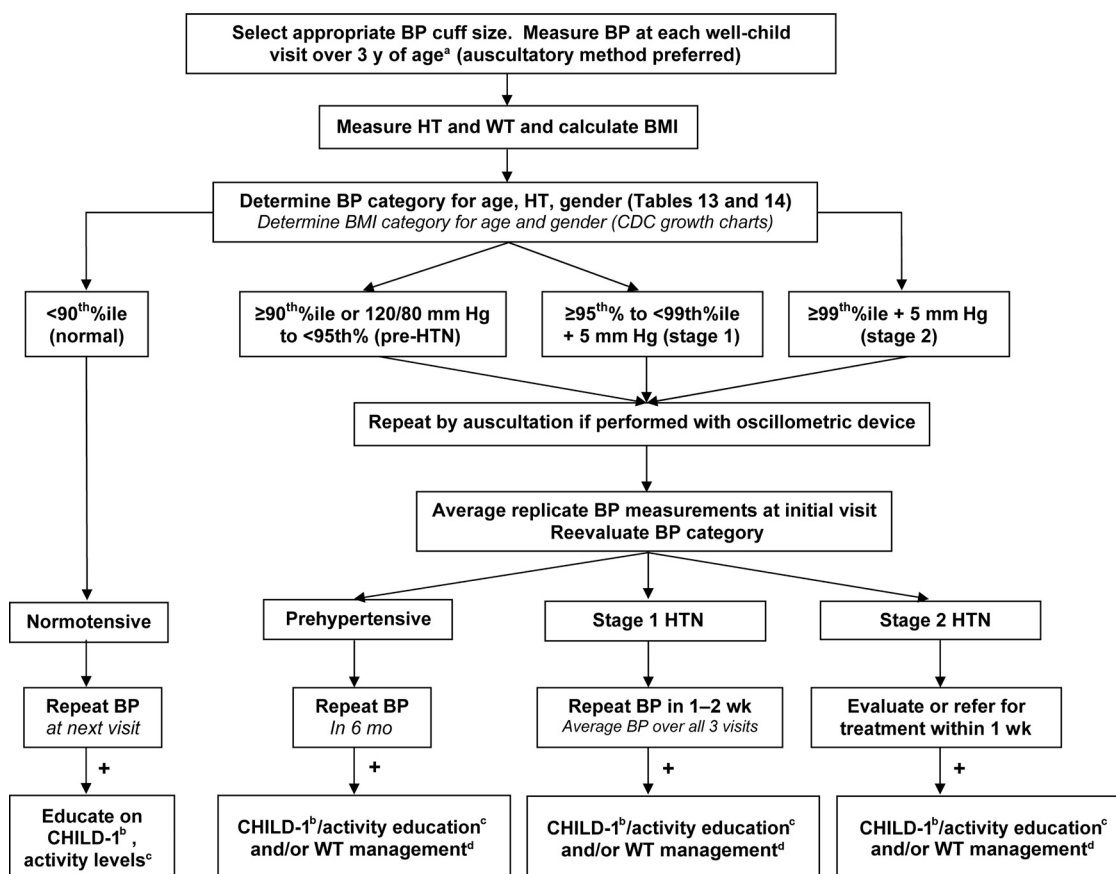 Select appropriate BP cuff size.  Measure BP at each well-child
visit over 3 y of ageᵃ (auscultatory method preferred)
Measure HT and WT and calculate BMI
Determine BP category for age, HT, gender (Tables 13 and 14)
Determine BMI category for age and gender (CDC growth charts)
<90ᵗʰ%ile
(normal)
≥90ᵗʰ%ile or 120/80 mm Hg
to <95th% (pre-HTN)
≥95ᵗʰ% to <99th%ile
+ 5 mm Hg (stage 1)
≥99ᵗʰ%ile + 5 mm Hg
(stage 2)
Repeat by auscultation if performed with oscillometric device
Average replicate BP measurements at initial visit
Reevaluate BP category
Normotensive
Prehypertensive
Stage 1 HTN
Stage 2 HTN
Repeat BP
at next visit
Repeat BP
In 6 mo
Repeat BP in 1–2 wk
Average BP over all 3 visits
Evaluate or refer for
treatment within 1 wk
+
+
+
+
Educate on
CHILD-1ᵇ ,
activity levelsᶜ
CHILD-1ᵇ/activity educationᶜ
and/or WT managementᵈ
CHILD-1ᵇ/activity educationᶜ
and/or WT managementᵈ
CHILD-1ᵇ/activity educationᶜ
and/or WT managementᵈ